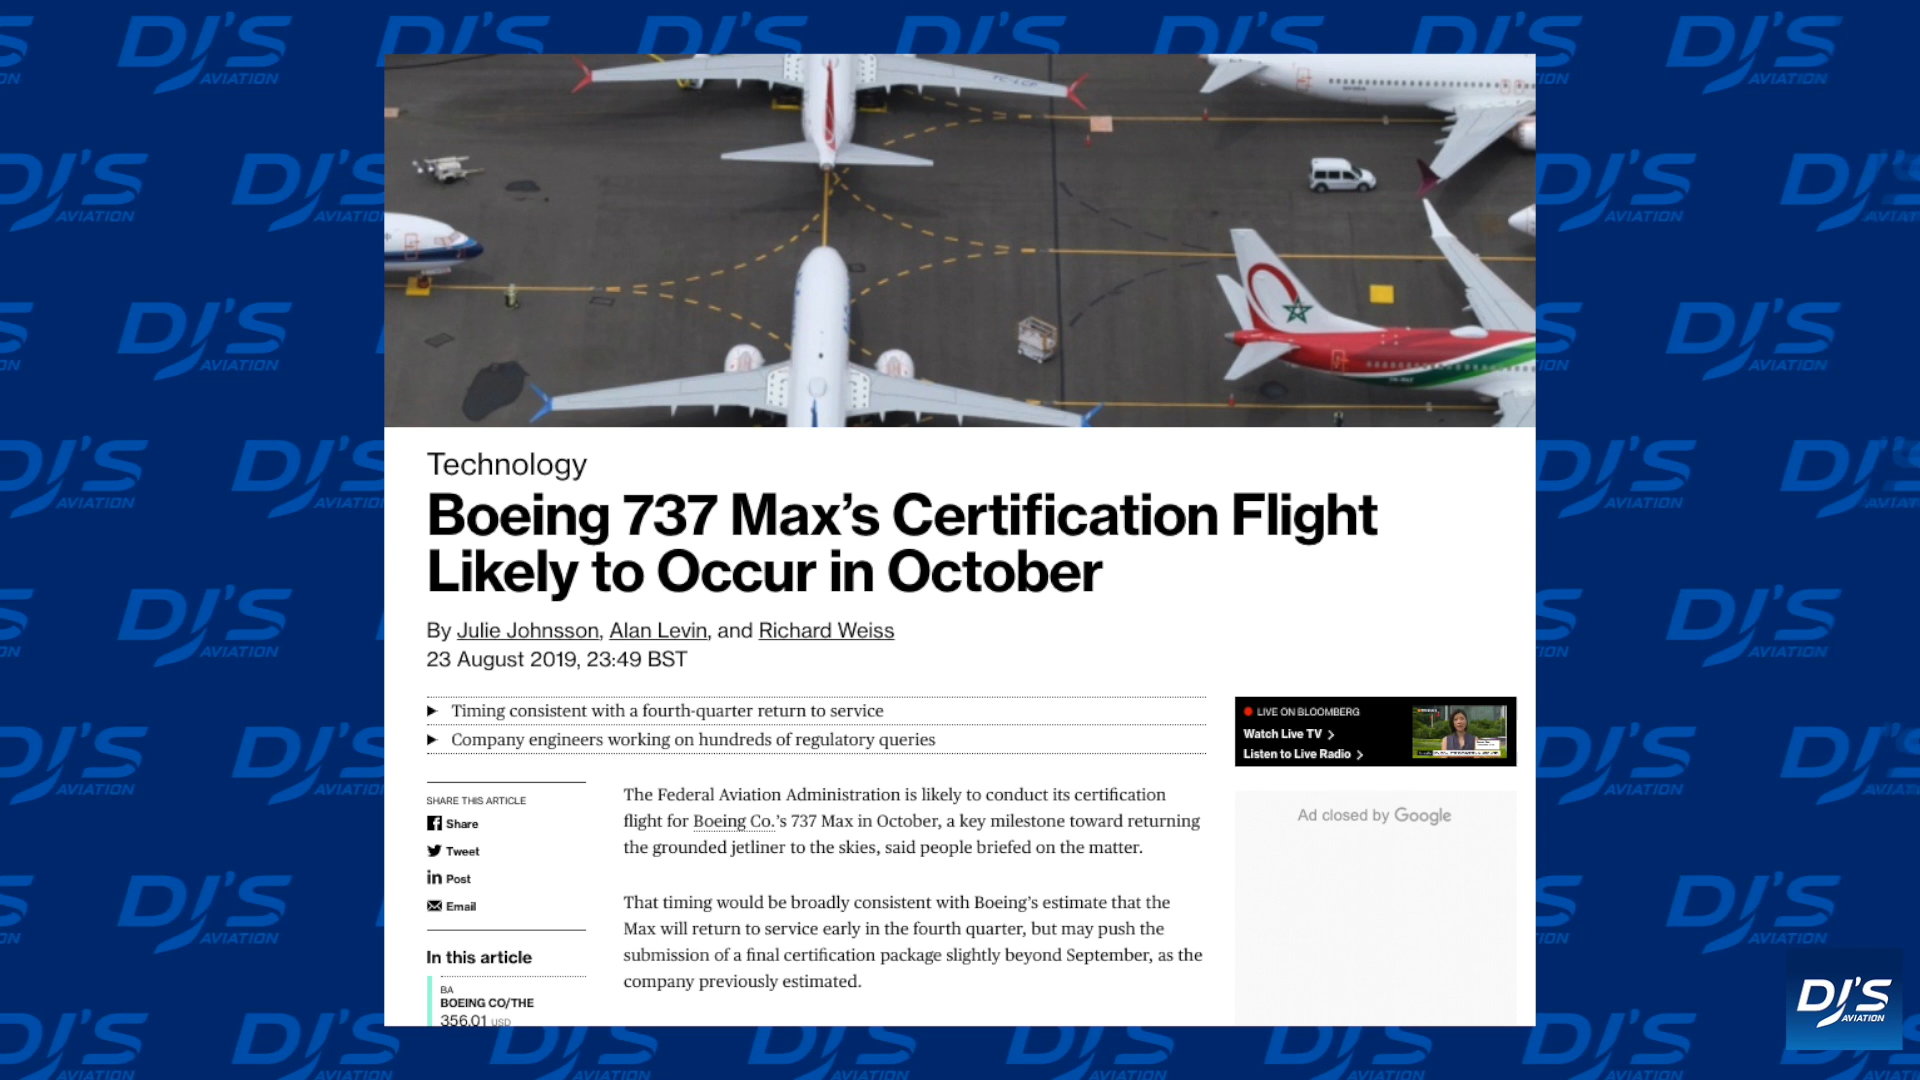 Technology
Boeing 737 Max’s Certification Flight
Likely to Occur in October
By Julie Johnsson, Alan Levin, and Richard Weiss
23 August 2019, 23:49 BST
Timing consistent with a fourth-quarter return to service
Company engineers working on hundreds of regulatory queries
SHARE THIS ARTICLE
Share
Tweet
Post
Email
In this article
BA
BOEING CO/THE
356.01 USD
The Federal Aviation Administration is likely to conduct its certification
flight for Boeing Co.’s 737 Max in October, a key milestone toward returning
the grounded jetliner to the skies, said people briefed on the matter.
That timing would be broadly consistent with Boeing’s estimate that the
Max will return to service early in the fourth quarter, but may push the
submission of a final certification package slightly beyond September, as the
company previously estimated.
LIVE ON BLOOMBERG
Watch Live TV
Listen to Live Radio
Ad closed by Google
DJ'S
AVIATION